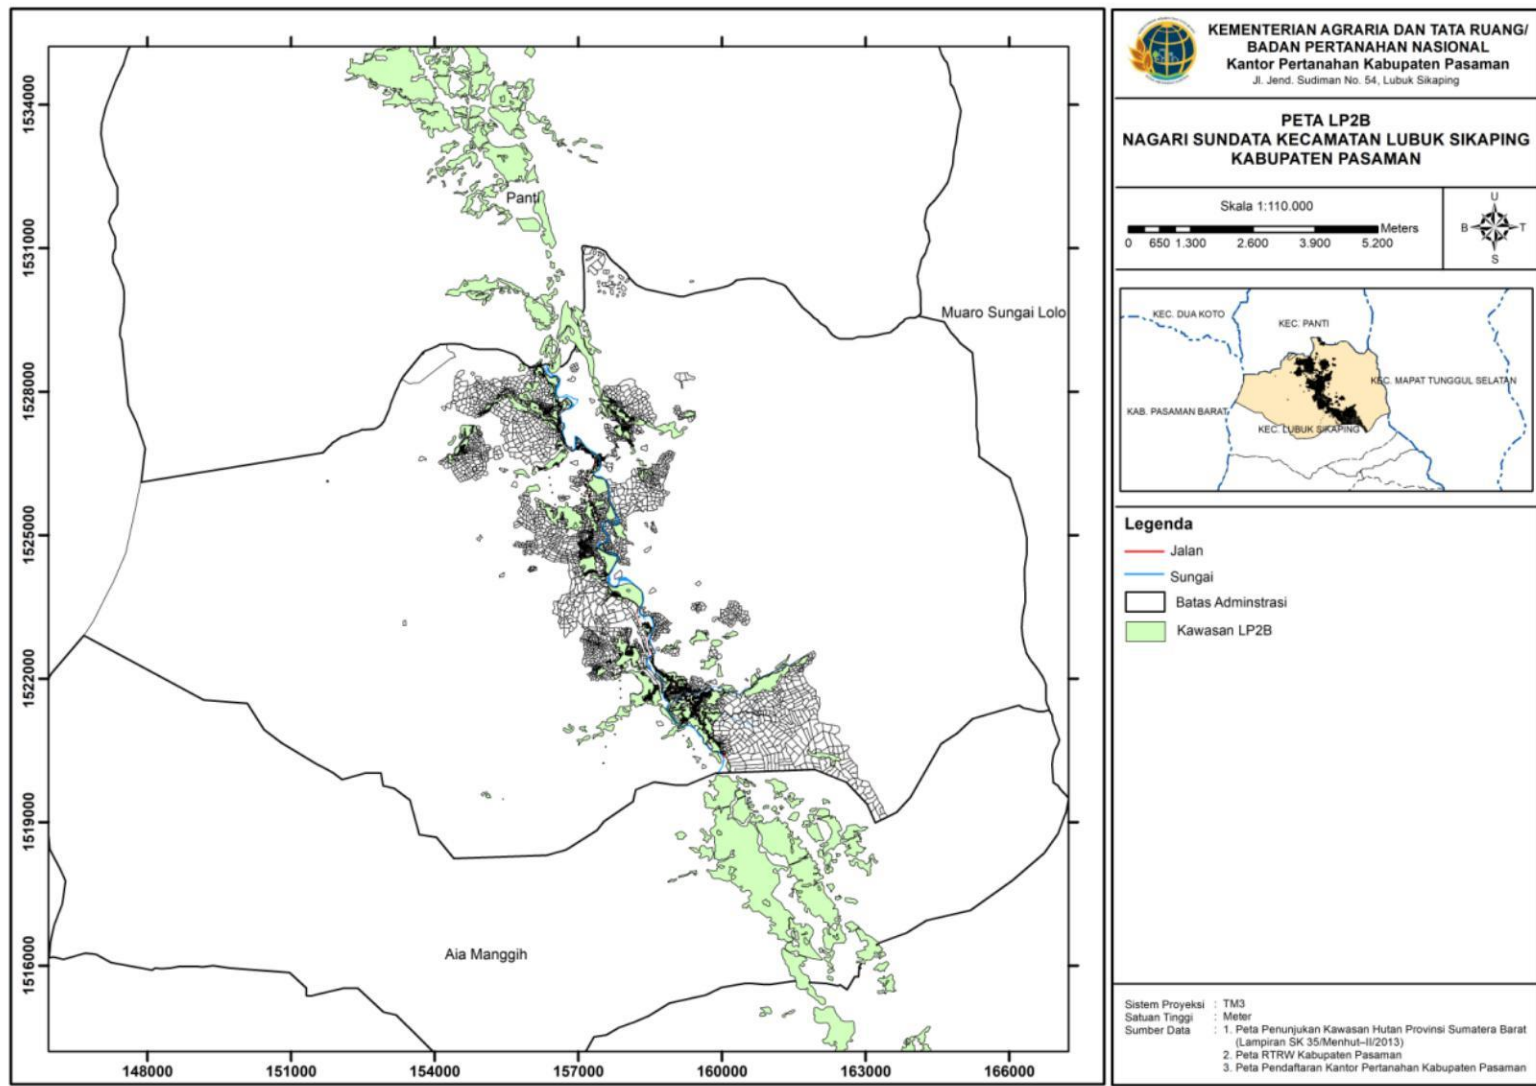 KEMENTERIAN AGRARIA DAN TATA RUANG/
BADAN PERTANAHAN NASIONAL
Kantor Pertanahan Kabupaten Pasaman
Jl. Jend. Sudiman No. 54, Lubuk Sikaping
PETA LP2B
NAGARI SUNDATA KECAMATAN LUBUK SIKAPING
KABUPATEN PASAMAN
Skala 1:110.000
Meters
0 650 1.300 2.600 3.900 5.200
U
B T
S
KEC. DUA KOTO
KEC. PANTI
KEC. MAPAT TUNGGUL SELATAN
KAB. PASAMAN BARAT
KEC. LUBUK SIKAPING
Legenda
Jalan
Sungai
Batas Adminstrasi
Kawasan LP2B
Sistem Proyeksi : TM3
Satuan Tinggi : Meter
Sumber Data : 1. Peta Penunjukan Kawasan Hutan Provinsi Sumatera Barat
(Lampiran SK 35/Menhut–II/2013)
2. Peta RTRW Kabupaten Pasaman
3. Peta Pendaftaran Kantor Pertanahan Kabupaten Pasaman
Panti
Muaro Sungai Lolo
Aia Manggih
1534000
1531000
1528000
1525000
1522000
1519000
1516000
148000 151000 154000 157000 160000 163000 166000